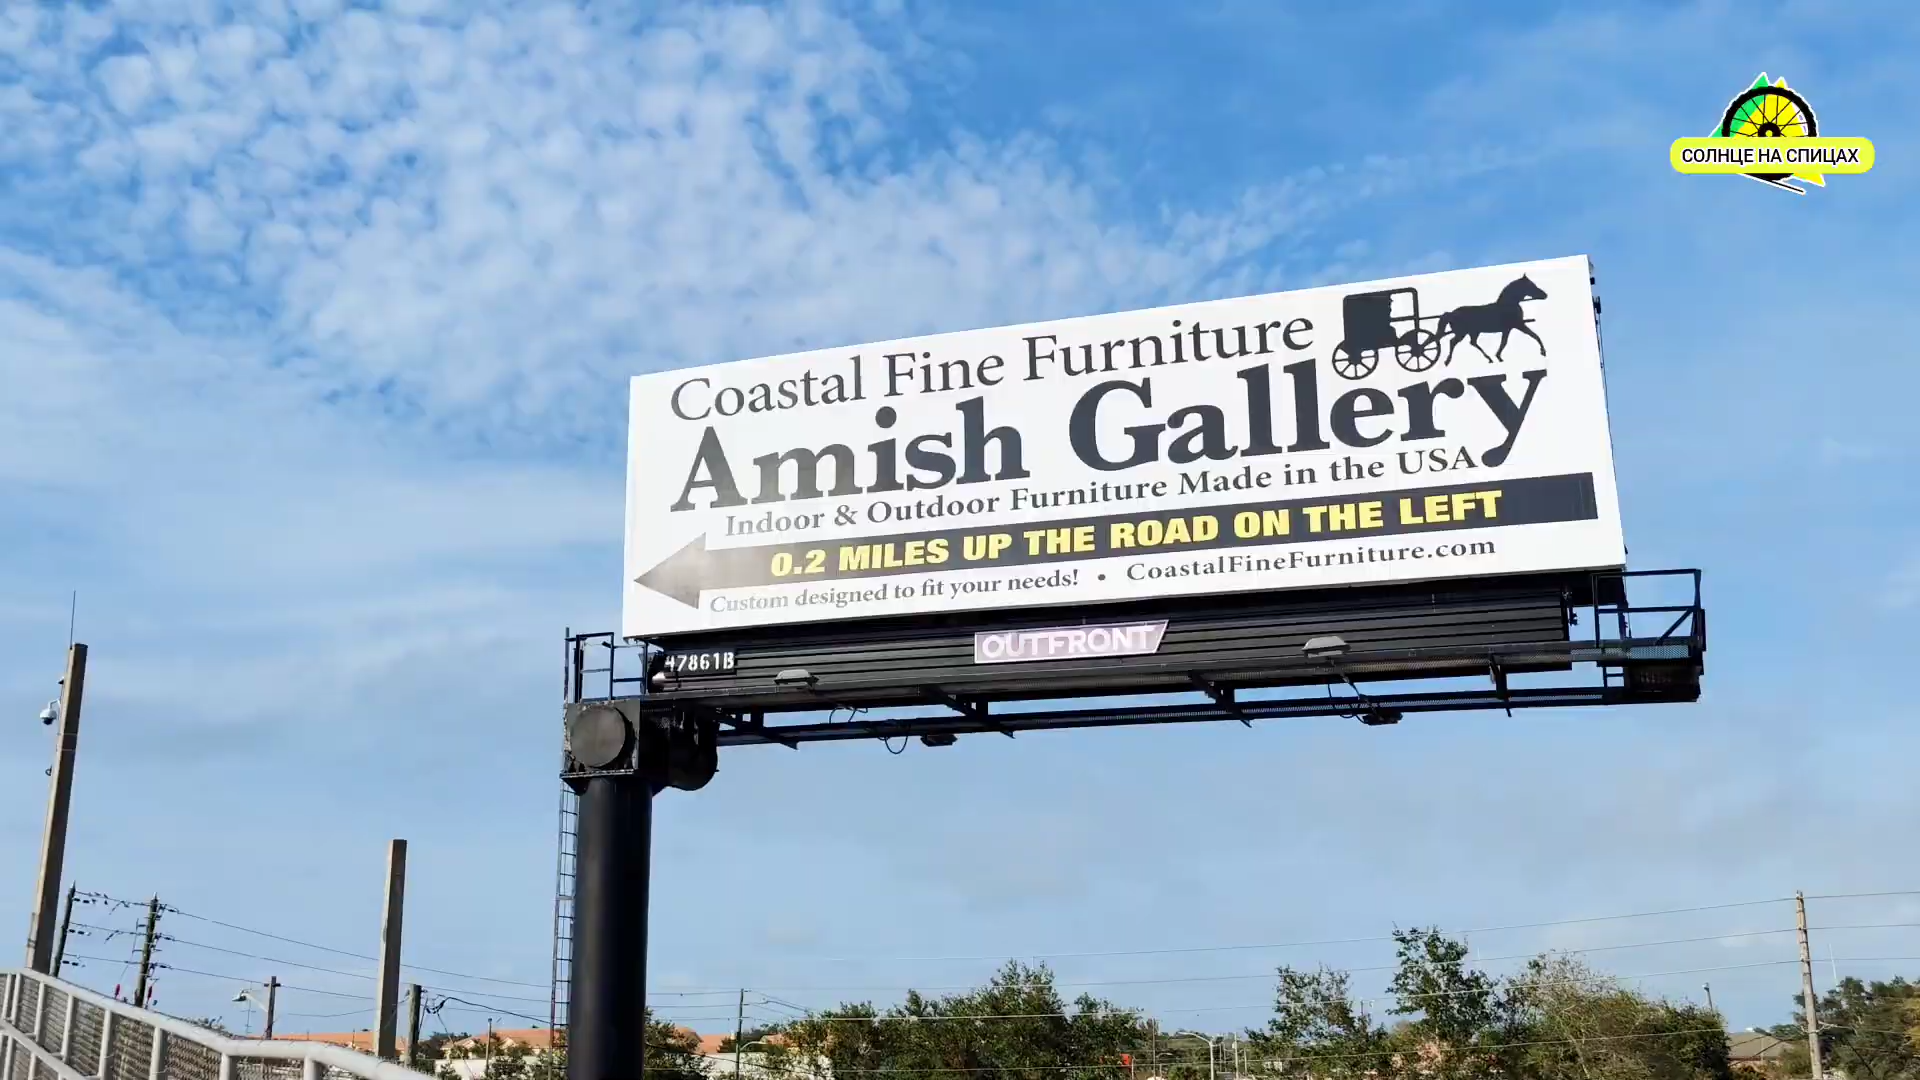 СОЛНЦЕ НА СПИЦАХ
Coastal Fine Furniture
Amish Gallery
Indoor & Outdoor Furniture Made in the USA
0.2 MILES UP THE ROAD ON THE LEFT
Custom designed to fit your needs! • CoastalFineFurniture.com
OUTFRONT
47861B